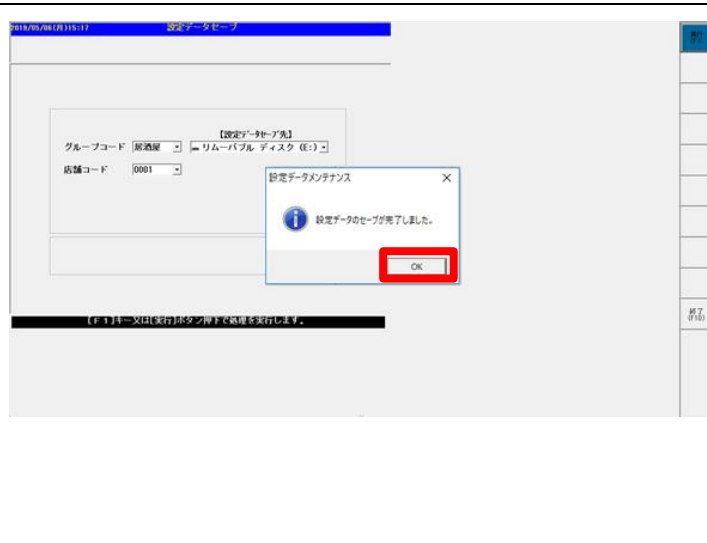 2018/05/06(月)15:17 設定データセーブ
実行
(F1)
【設定ﾃﾞｰﾀｾｰﾌﾞ先】
グループコード 居酒屋 リムーバブル ディスク (E:)
店舗コード 0001
設定データメンテナンス
設定データのセーブが完了しました。
OK
終了
(F10)
[F1]キー又は[実行]ボタン押下で処理を実行します。